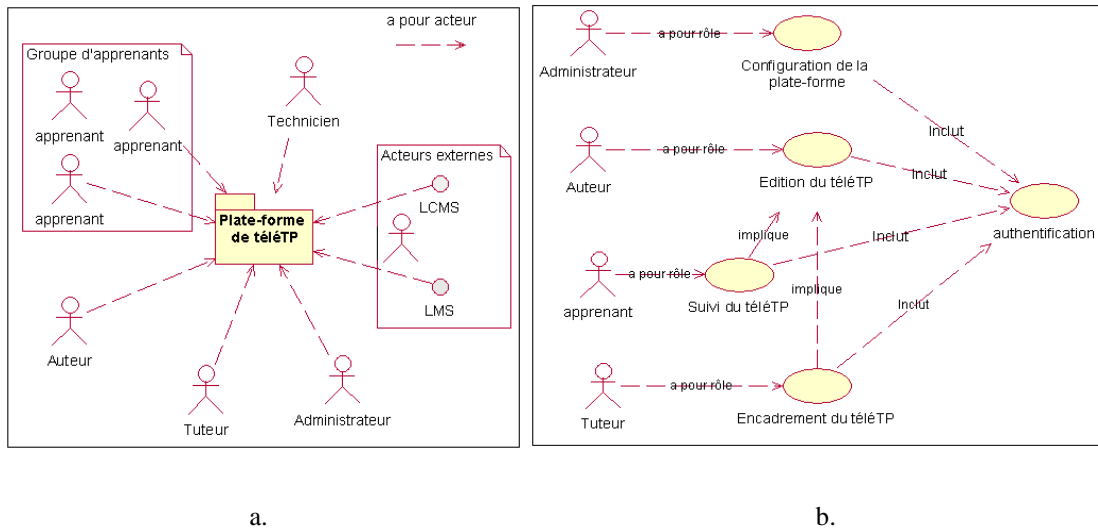 a pour acteur
Groupe d'apprenants
apprenant
apprenant
apprenant
Technicien
Acteurs externes
LCMS
LMS
Plate-forme
de téléTP
Auteur
Tuteur
Administrateur
a.
Administrateur
a pour rôle
Configuration de la
plate-forme
Inclut
Auteur
a pour rôle
Edition du téléTP
Inclut
authentification
implique
Inclut
apprenant
a pour rôle
Suivi du téléTP
implique
Inclut
Tuteur
a pour rôle
Encadrement du téléTP
b.